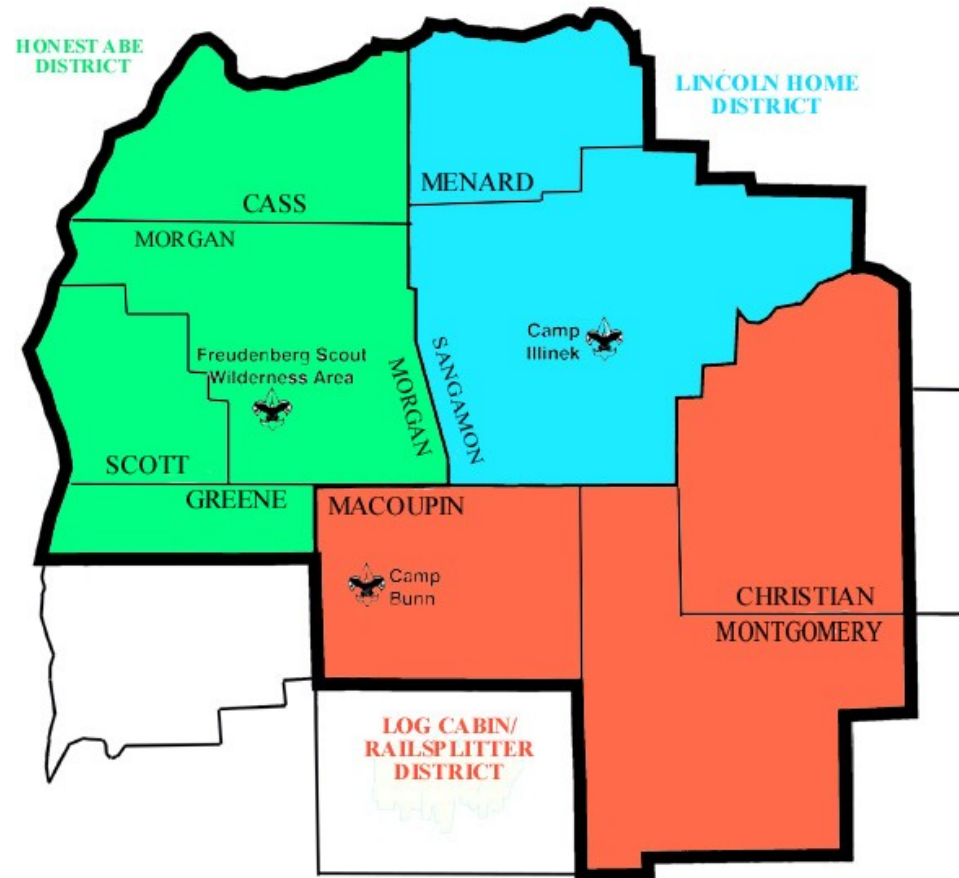 HONEST ABE
DISTRICT
LINCOLN HOME
DISTRICT
MENARD
CASS
MORGAN
Camp
Illinek
Freudenberg Scout
Wilderness Area
MORGAN
SANGAMON
SCOTT
GREENE
MACOUPIN
Camp
Bunn
CHRISTIAN
MONTGOMERY
LOG CABIN/
RAILSPLITTER
DISTRICT